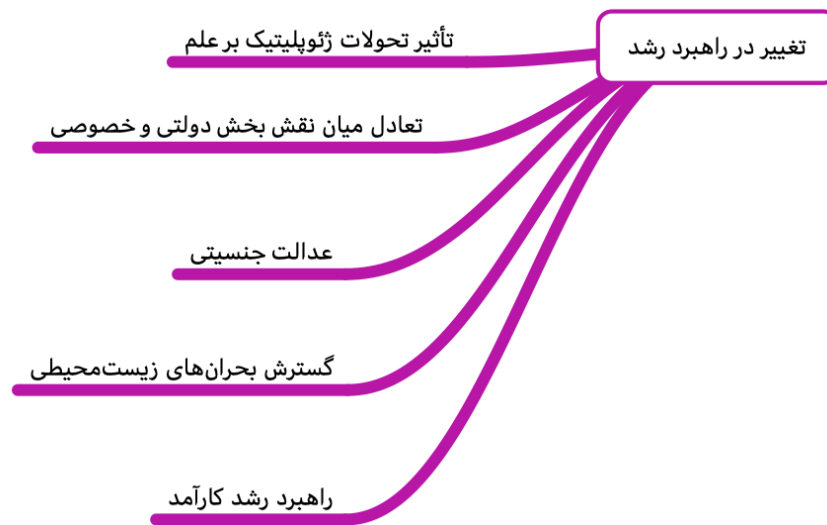 تغییر در راهبرد رشد
تأثیر تحولات ژئوپلیتیک بر علم
تعادل میان نقش بخش دولتی و خصوصی
عدالت جنسیتی
گسترش بحران‌های زیست‌محیطی
راهبرد رشد کارآمد